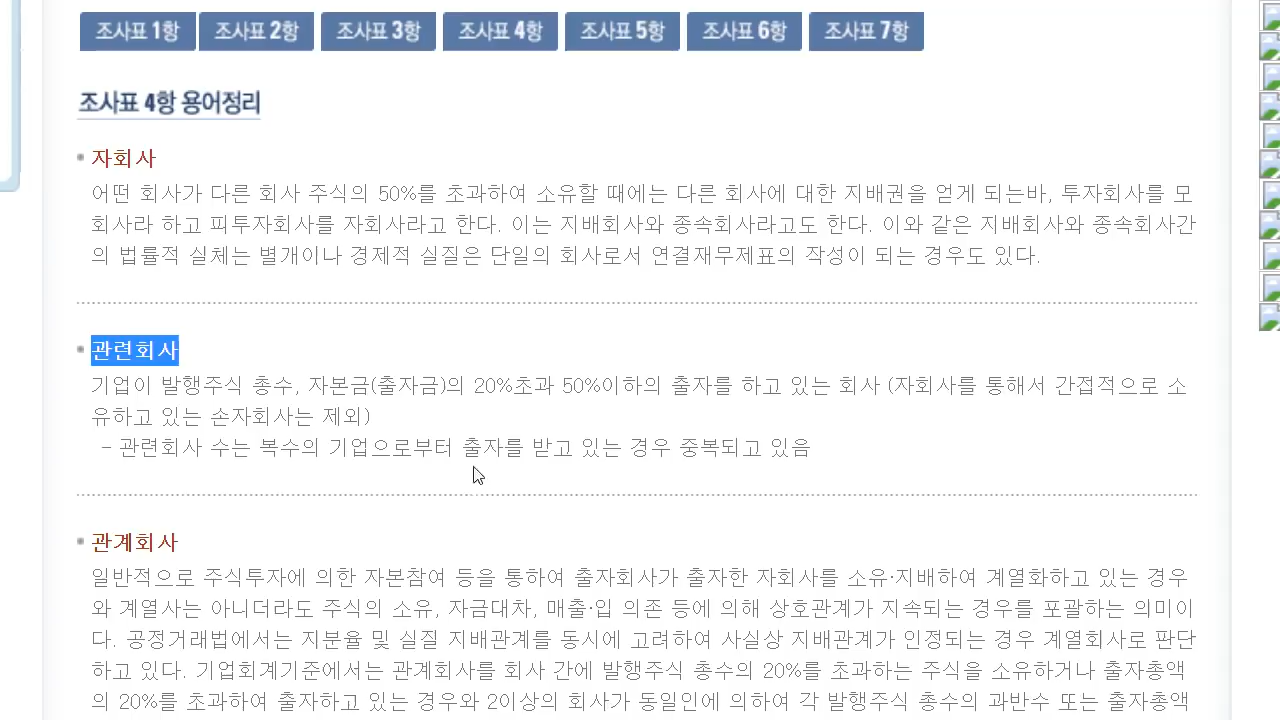 조사표 1항 조사표 2항 조사표 3항 조사표 4항 조사표 5항 조사표 6항 조사표 7항
조사표 4항 용어정리
자회사
어떤 회사가 다른 회사 주식의 50%를 초과하여 소유할 때에는 다른 회사에 대한 지배권을 얻게 되는바, 투자회사를 모
회사라 하고 피투자회사를 자회사라고 한다. 이는 지배회사와 종속회사라고도 한다. 이와 같은 지배회사와 종속회사간
의 법률적 실체는 별개이나 경제적 실질은 단일의 회사로서 연결재무제표의 작성이 되는 경우도 있다.
관련회사
기업이 발행주식 총수, 자본금(출자금)의 20%초과 50%이하의 출자를 하고 있는 회사 (자회사를 통해서 간접적으로 소
유하고 있는 손자회사는 제외)
- 관련회사 수는 복수의 기업으로부터 출자를 받고 있는 경우 중복되고 있음
관계회사
일반적으로 주식투자에 의한 자본참여 등을 통하여 출자회사가 출자한 자회사를 소유·지배하여 계열화하고 있는 경우
와 계열사는 아니더라도 주식의 소유, 자금대차, 매출·입 의존 등에 의해 상호관계가 지속되는 경우를 포괄하는 의미이
다. 공정거래법에서는 지분율 및 실질 지배관계를 동시에 고려하여 사실상 지배관계가 인정되는 경우 계열회사로 판단
하고 있다. 기업회계기준에서는 관계회사를 회사 간에 발행주식 총수의 20%를 초과하는 주식을 소유하거나 출자총액
의 20%를 초과하여 출자하고 있는 경우와 2이상의 회사가 동일인에 의하여 각 발행주식 총수의 과반수 또는 출자총액